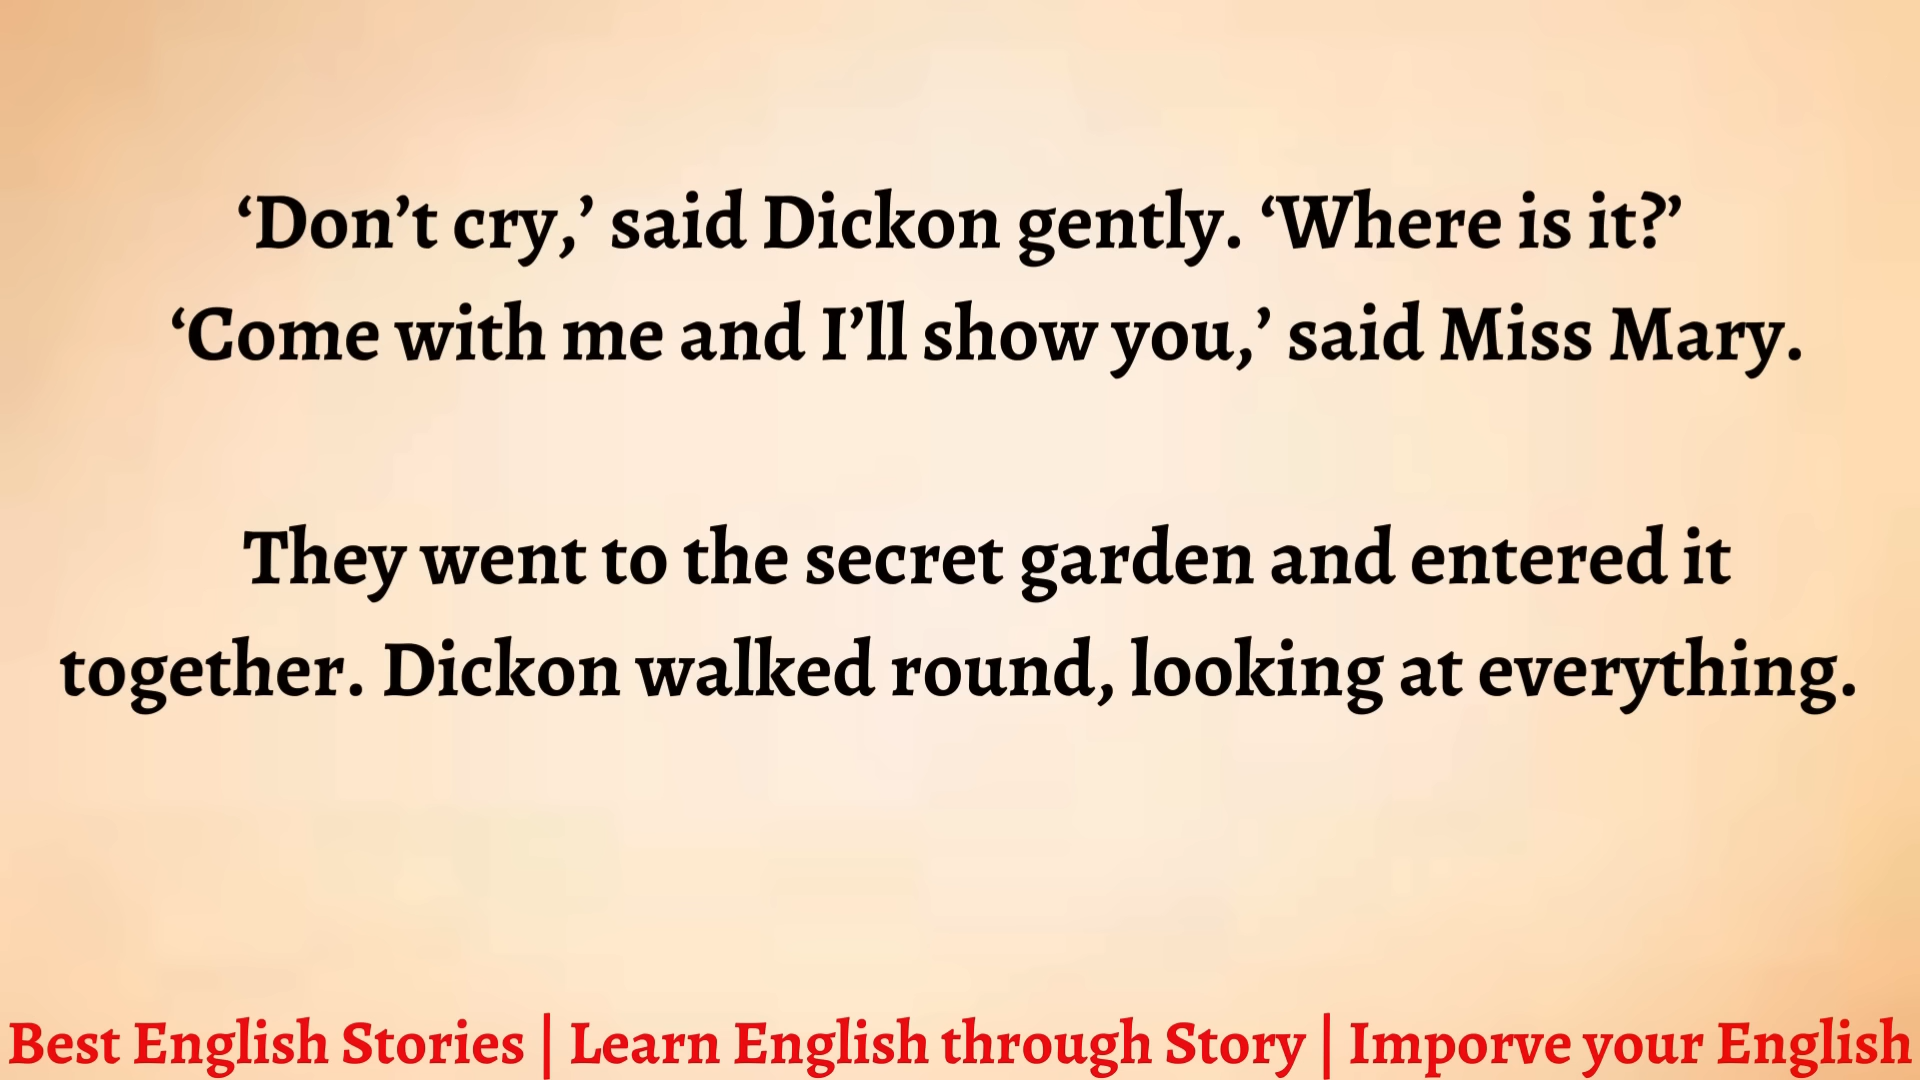 ‘Don’t cry,’ said Dickon gently. ‘Where is it?’
‘Come with me and I’ll show you,’ said Miss Mary.
They went to the secret garden and entered it
together. Dickon walked round, looking at everything.
Best English Stories | Learn English through Story | Imporve your English